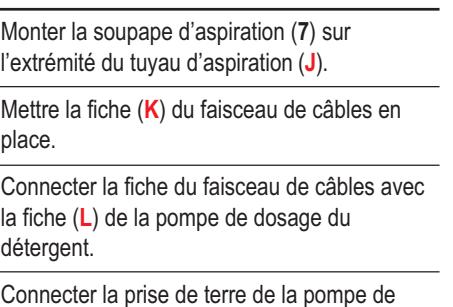 Monter la soupape d'aspiration (7) sur
l'extrémité du tuyau d'aspiration (J).
Mettre la fiche (K) du faisceau de câbles en
place.
Connecter la fiche du faisceau de câbles avec
la fiche (L) de la pompe de dosage du
détergent.
Connecter la prise de terre de la pompe de